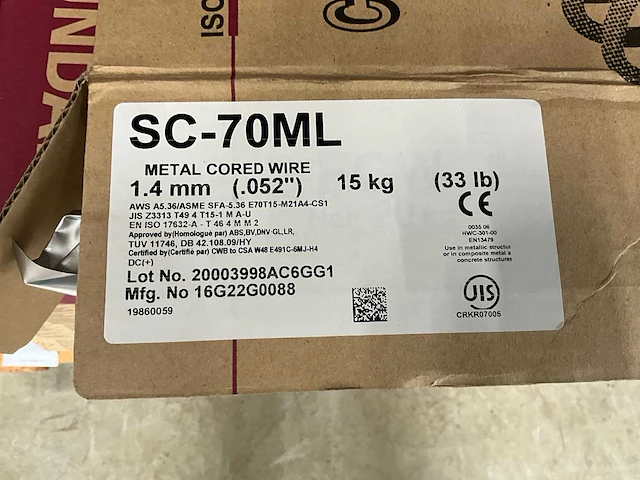 UNDA
ISO
SC-70ML
METAL CORED WIRE
1.4 mm (.052") 15 kg (33 lb)
AWS A5.36/ASME SFA-5.36 E70T15-M21A4-CS1
JIS Z3313 T49 4 T15-1 M A-U
EN ISO 17632-A - T 46 4 M M 2
Approved by(Homologué par) ABS,BV,DNV·GL,LR,
TUV 11746, DB 42.108.09/HY
Certified by(Certifié par) CWB to CSA W48 E491C-6MJ-H4
DC(+)
Lot No. 20003998AC6GG1
Mfg. No 16G22G0088
19860059
CE
0035 06
HWC-301-00
EN13479
Use in metallic structur
or in composite metal a
concrete structures
JIS
CRKR07005